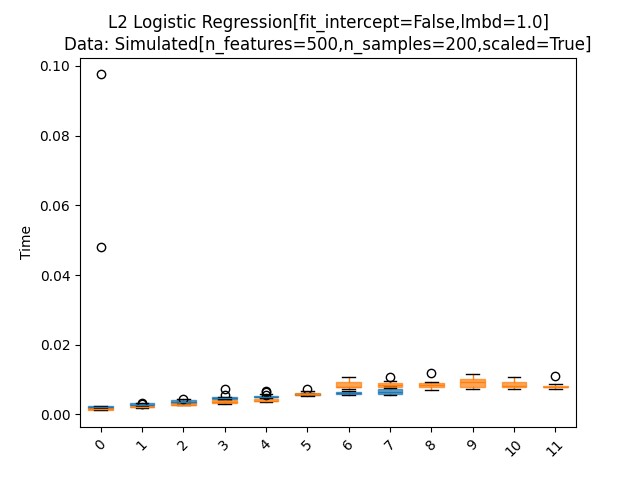 L2 Logistic Regression[fit_intercept=False,lmbd=1.0]
Data: Simulated[n_features=500,n_samples=200,scaled=True]
0.10
0.08
0.06
0.04
0.02
0.00
Time
0 1 2 3 4 5 6 7 8 9 10 11